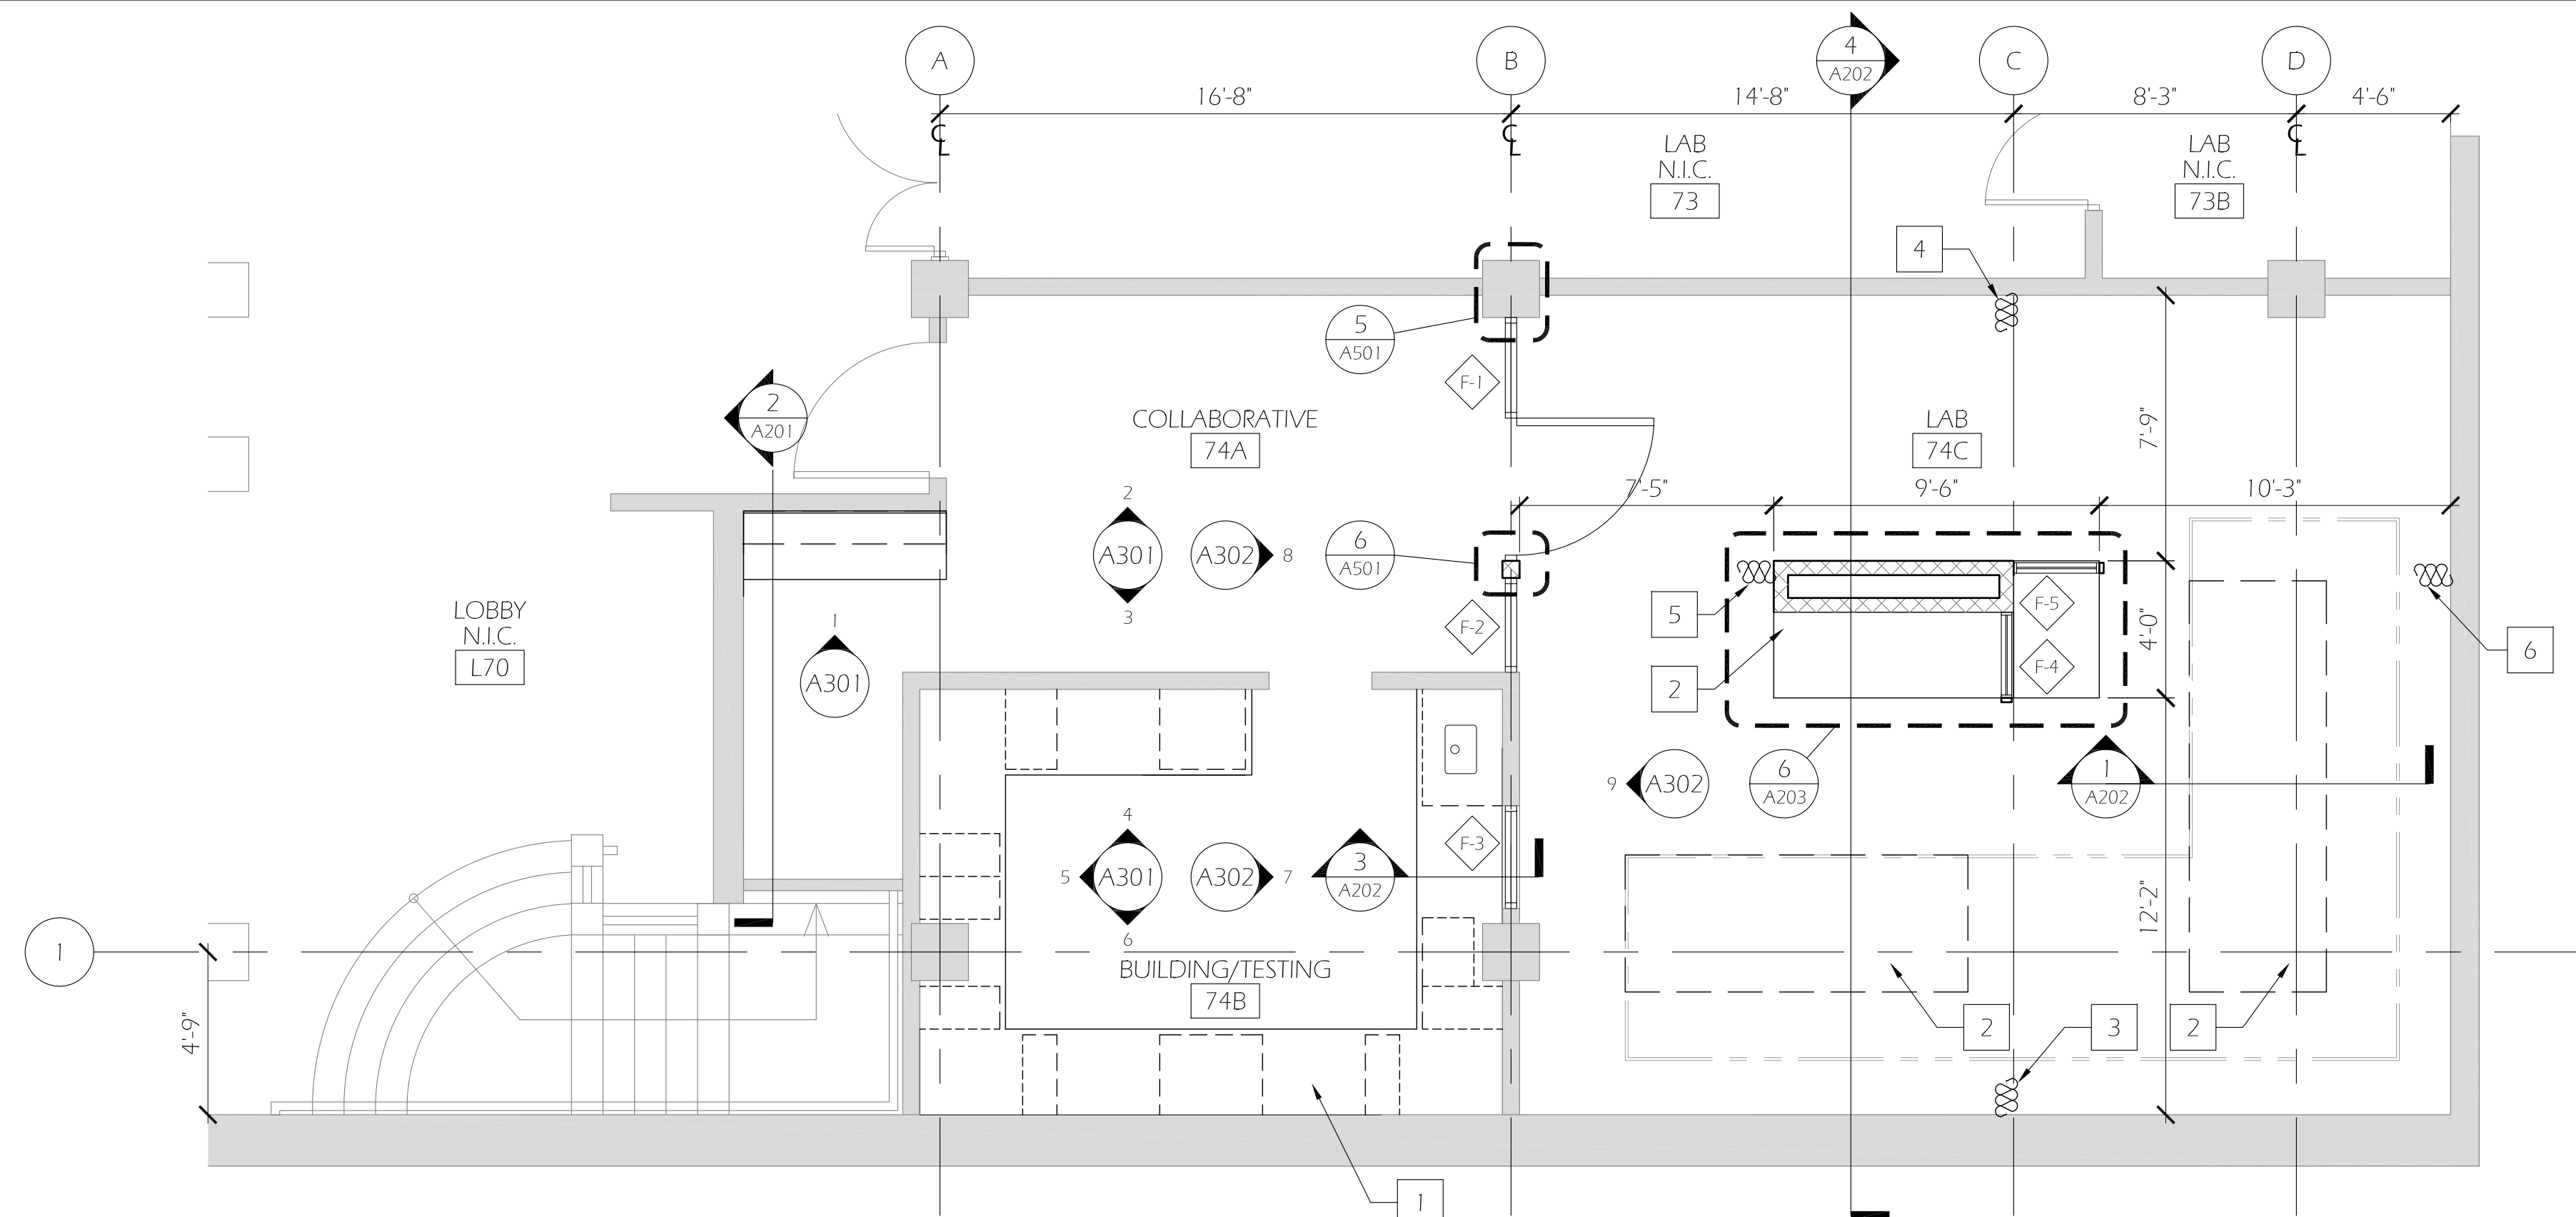 A
B
4
A202
C
D
16'-8"
14'-8"
8'-3"
4'-6"
CL
CL
CL
LAB
N.I.C.
73
LAB
N.I.C.
73B
4
5
A501
F-1
2
A201
COLLABORATIVE
74A
LAB
74C
7'-9"
7'-5"
9'-6"
10'-3"
2
A301
3
A302
8
6
A501
LOBBY
N.I.C.
L70
1
A301
F-2
5
2
F-5
F-4
4'-0"
6
9
A302
6
A203
1
A202
4
5
A301
6
A302
7
3
A202
F-3
12'-2"
1
BUILDING/TESTING
74B
4'-9"
2
3
2
1